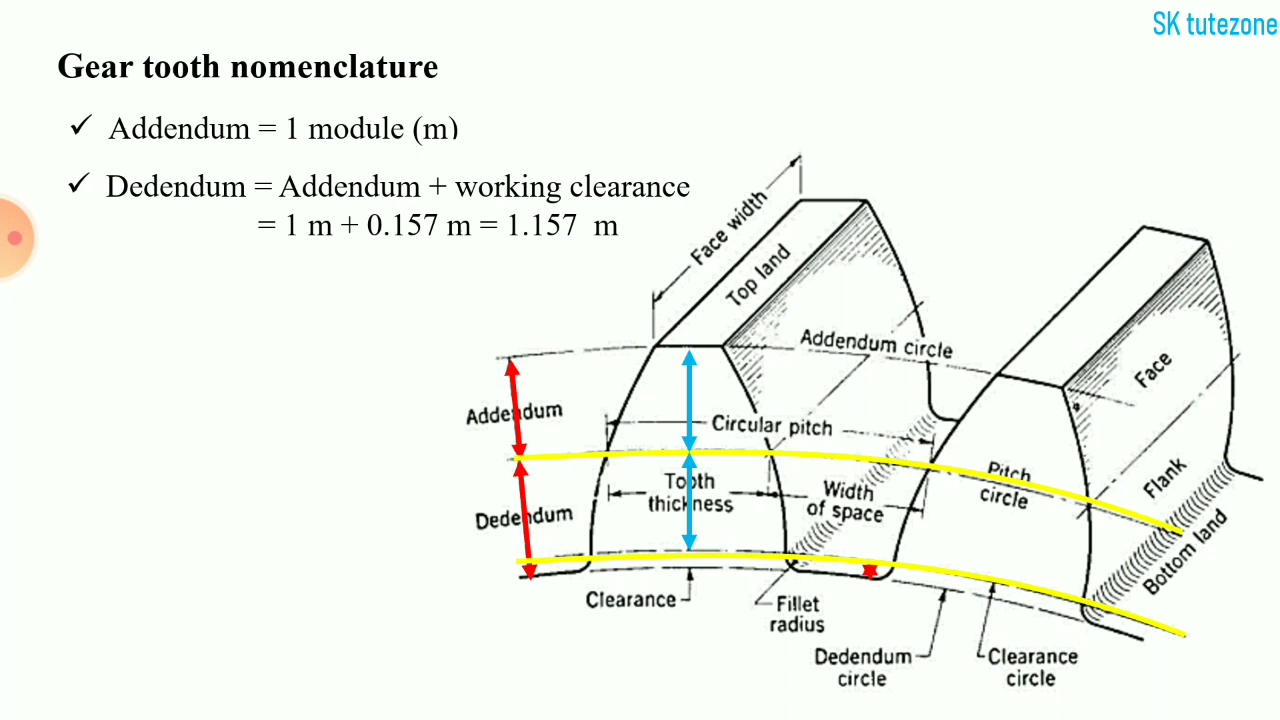 SK tutezone
Gear tooth nomenclature
✓ Addendum = 1 module (m)
✓ Dedendum = Addendum + working clearance
= 1 m + 0.157 m = 1.157 m
Face width
Top land
Addendum circle
Face
Addendum
Circular pitch
Pitch
circle
Tooth
thickness
Width
of space
Flank
Dedendum
Bottom land
Clearance
Fillet
radius
Dedendum
circle
Clearance
circle